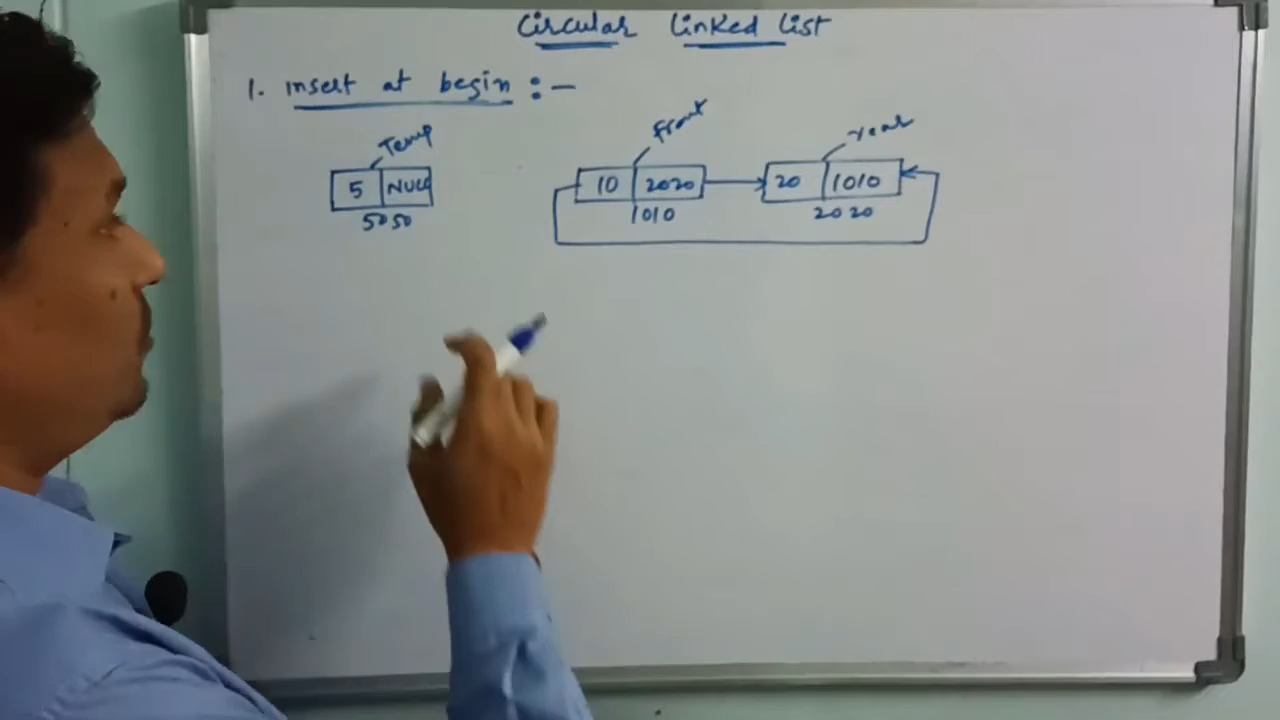 Circular Linked List
1. Insert at begin :-
Temp front rear
5 NULL 10 2020 20 1010
5050 1010 2020